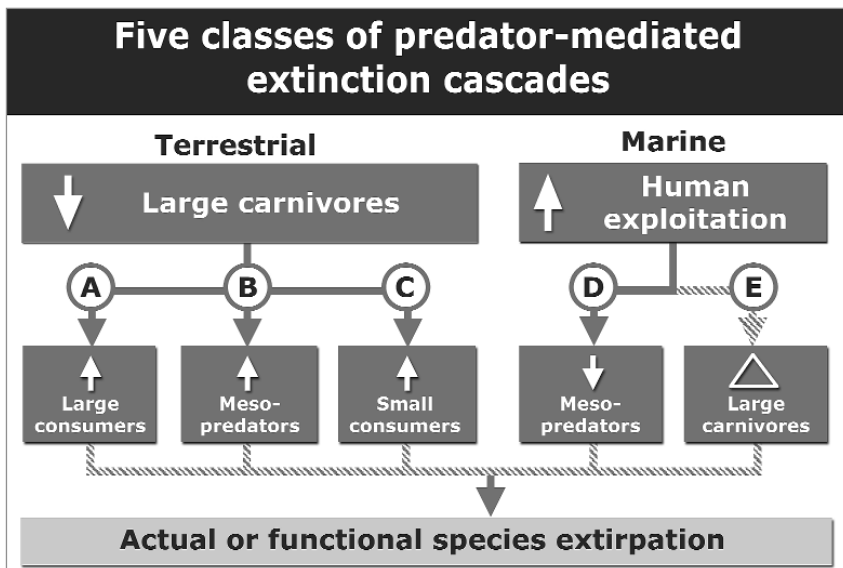 Five classes of predator-mediated
extinction cascades
Terrestrial
Marine
Large carnivores
Human
exploitation
A
B
C
D
E
Large
consumers
Meso-
predators
Small
consumers
Meso-
predators
Large
carnivores
Actual or functional species extirpation